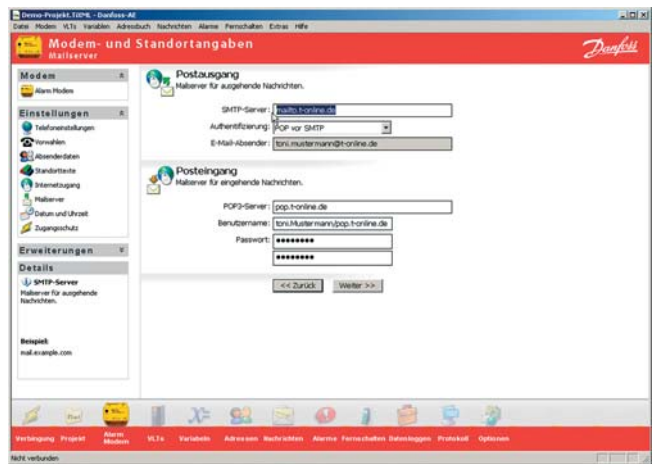 Demo-Projekt.TiXML - Danfoss-AE
Datei Modem VLTs Variablen Adressbuch Nachrichten Alarme Fernschalten Extras Hilfe
Modem- und Standortangaben
Mailserver
Danfoss
Modem
Alarm Modem
Einstellungen
Telefoneinstellungen
Vorwahlen
Absenderdaten
Standorttexte
Internetzugang
Mailserver
Datum und Uhrzeit
Zugangsschutz
Erweiterungen
Details
SMTP-Server
Mailserver für ausgehende
Nachrichten.
Beispiel:
mail.example.com
Postausgang
Mailserver für ausgehende Nachrichten.
SMTP-Server: mailto.t-online.de
Authentifizierung: POP vor SMTP
E-Mail-Absender: toni.mustermann@t-online.de
Posteingang
Mailserver für eingehende Nachrichten.
POP3-Server: pop.t-online.de
Benutzername: toni.Mustermann/pop.t-online.de
Passwort: ●●●●●●●●
●●●●●●●●
<< Zurück Weiter >>
Verbingung Projekt Alarm Modem VLTs Variabeln Adressen Nachrichten Alarme Fernschalten Datenloggen Protokoll Optionen
Nicht verbunden